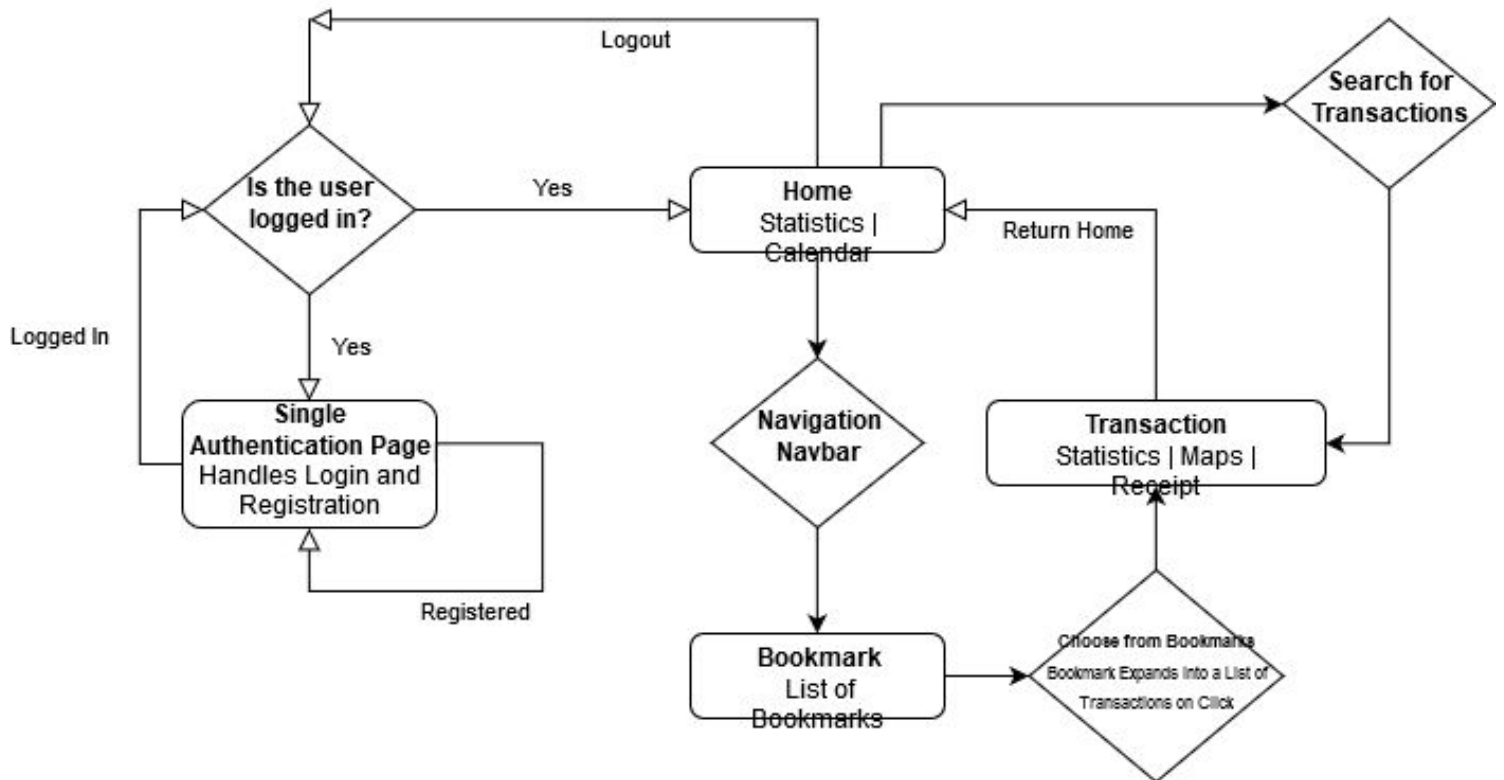 Logout
Search for
Transactions
Is the user
logged in?
Yes
Home
Statistics |
Calendar
Return Home
Logged In
Yes
Single
Authentication Page
Handles Login and
Registration
Navigation
Navbar
Transaction
Statistics | Maps |
Receipt
Registered
Bookmark
List of
Bookmarks
Choose from Bookmarks
Bookmark Expands Into a List of
Transactions on Click